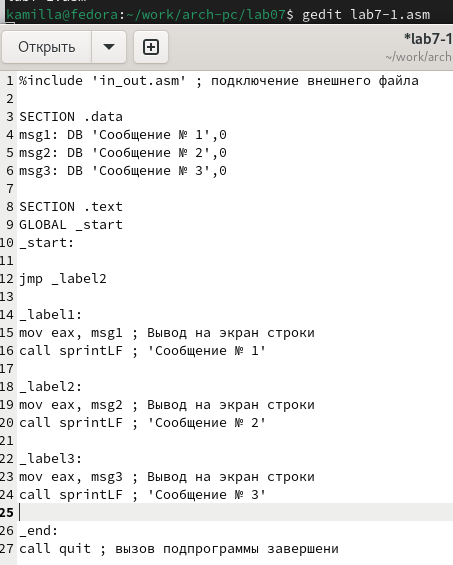 kamilla@fedora:~/work/arch-pc/lab07$ gedit lab7-1.asm
Открыть
*lab7-1
~/work/arch
1 %include 'in_out.asm' ; подключение внешнего файла
2
3 SECTION .data
4 msg1: DB 'Сообщение № 1',0
5 msg2: DB 'Сообщение № 2',0
6 msg3: DB 'Сообщение № 3',0
7
8 SECTION .text
9 GLOBAL _start
10 _start:
11
12 jmp _label2
13
14 _label1:
15 mov eax, msg1 ; Вывод на экран строки
16 call sprintLF ; 'Сообщение № 1'
17
18 _label2:
19 mov eax, msg2 ; Вывод на экран строки
20 call sprintLF ; 'Сообщение № 2'
21
22 _label3:
23 mov eax, msg3 ; Вывод на экран строки
24 call sprintLF ; 'Сообщение № 3'
25
26 _end:
27 call quit ; вызов подпрограммы завершени